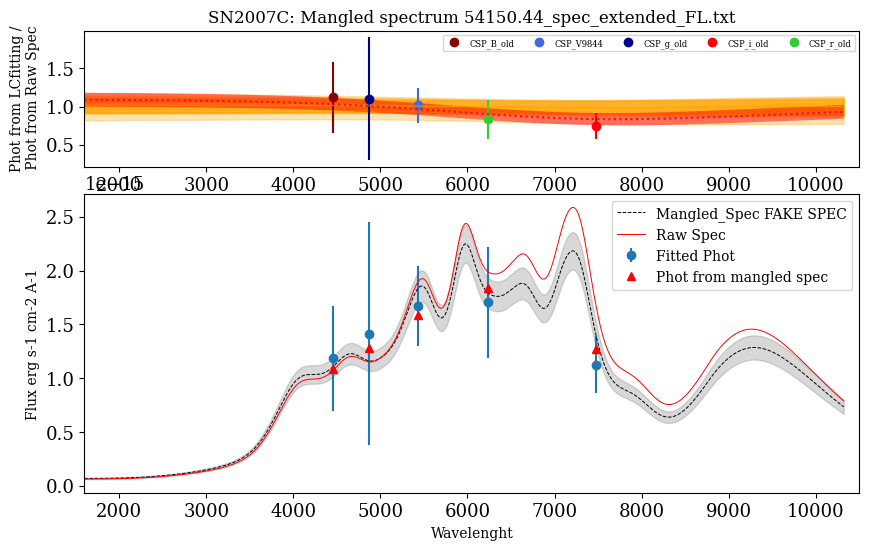 SN2007C: Mangled spectrum 54150.44_spec_extended_FL.txt
Phot from LCfitting /
Phot from Raw Spec
CSP_B_old CSP_V9844 CSP_g_old CSP_i_old CSP_r_old
1.5
1.0
0.5
2000 3000 4000 5000 6000 7000 8000 9000 10000
1e−15
Flux erg s-1 cm-2 A-1
Mangled_Spec FAKE SPEC
Raw Spec
Fitted Phot
Phot from mangled spec
2.5
2.0
1.5
1.0
0.5
0.0
2000 3000 4000 5000 6000 7000 8000 9000 10000
Wavelenght